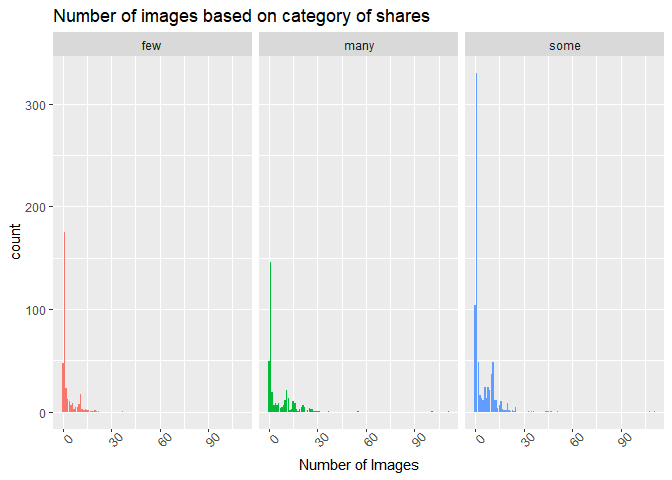 Number of images based on category of shares
few many some
300
200
100
0
0 30 60 90 0 30 60 90 0 30 60 90
count
Number of Images